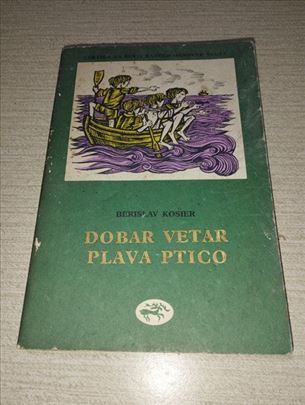 BERISLAV KOSIER
DOBAR VETAR
PLAVA PTICO